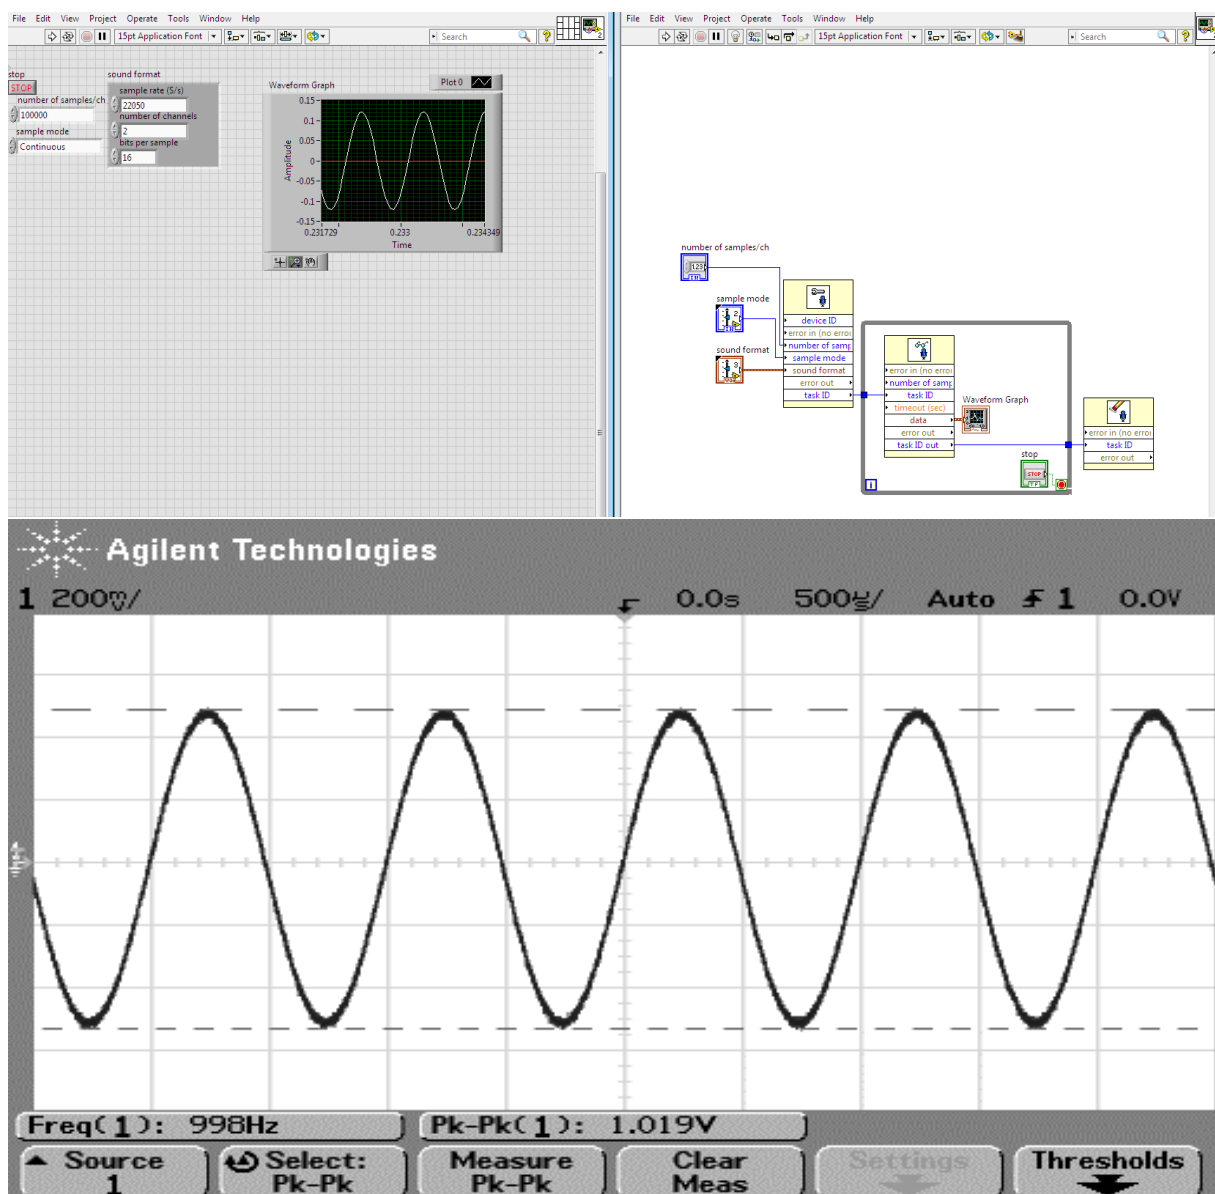 File Edit View Project Operate Tools Window Help
15pt Application Font
Search
2
stop
STOP
number of samples/ch
100000
sample mode
Continuous
sound format
sample rate (S/s)
22050
number of channels
2
bits per sample
16
Waveform Graph
Plot 0
0.15
0.1
0.05
0
-0.05
-0.1
-0.15
Amplitude
0.231729 0.233 0.234349
Time
File Edit View Project Operate Tools Window Help
15pt Application Font
Search
number of samples/ch
123
sample mode
sound format
device ID
error in (no erro
number of samp
sample mode
sound format
error out
task ID
error in (no erro
number of samp
task ID
timeout (sec)
data
error out
task ID out
Waveform Graph
stop
STOP
TF
i
error in (no erro
task ID
error out
Agilent Technologies
1 200mV/ 0.0s 500µs/ Auto 1 0.0V
Freq(1): 998Hz Pk-Pk(1): 1.019V
Source
1
Select:
Pk-Pk
Measure
Pk-Pk
Clear
Meas
Settings
Thresholds